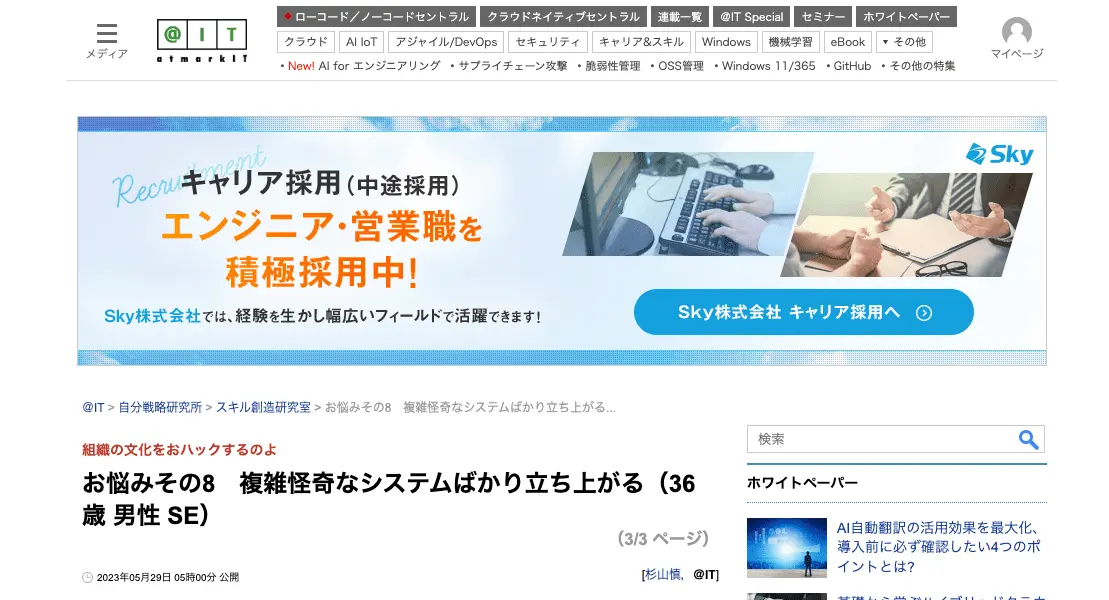 メディア
@IT
atmarkIT
ローコード／ノーコードセントラル
クラウドネイティブセントラル
連載一覧
@IT Special
セミナー
ホワイトペーパー
クラウド
AI IoT
アジャイル/DevOps
セキュリティ
キャリア&スキル
Windows
機械学習
eBook
▼ その他
・New! AI for エンジニアリング ・サプライチェーン攻撃 ・脆弱性管理 ・OSS管理 ・Windows 11/365 ・GitHub ・その他の特集
マイページ
Recruitment
キャリア採用（中途採用）
エンジニア・営業職を
積極採用中！
Sky株式会社では、経験を生かし幅広いフィールドで活躍できます！
Sky
Sky株式会社 キャリア採用へ
@IT > 自分戦略研究所 > スキル創造研究室 > お悩みその8　複雑怪奇なシステムばかり立ち上がる...
組織の文化をおハックするのよ
お悩みその8　複雑怪奇なシステムばかり立ち上がる（36
歳 男性 SE）
（3/3 ページ）
2023年05月29日 05時00分 公開
[杉山慎，@IT]
検索
ホワイトペーパー
AI自動翻訳の活用効果を最大化、
導入前に必ず確認したい4つのポ
イントとは?